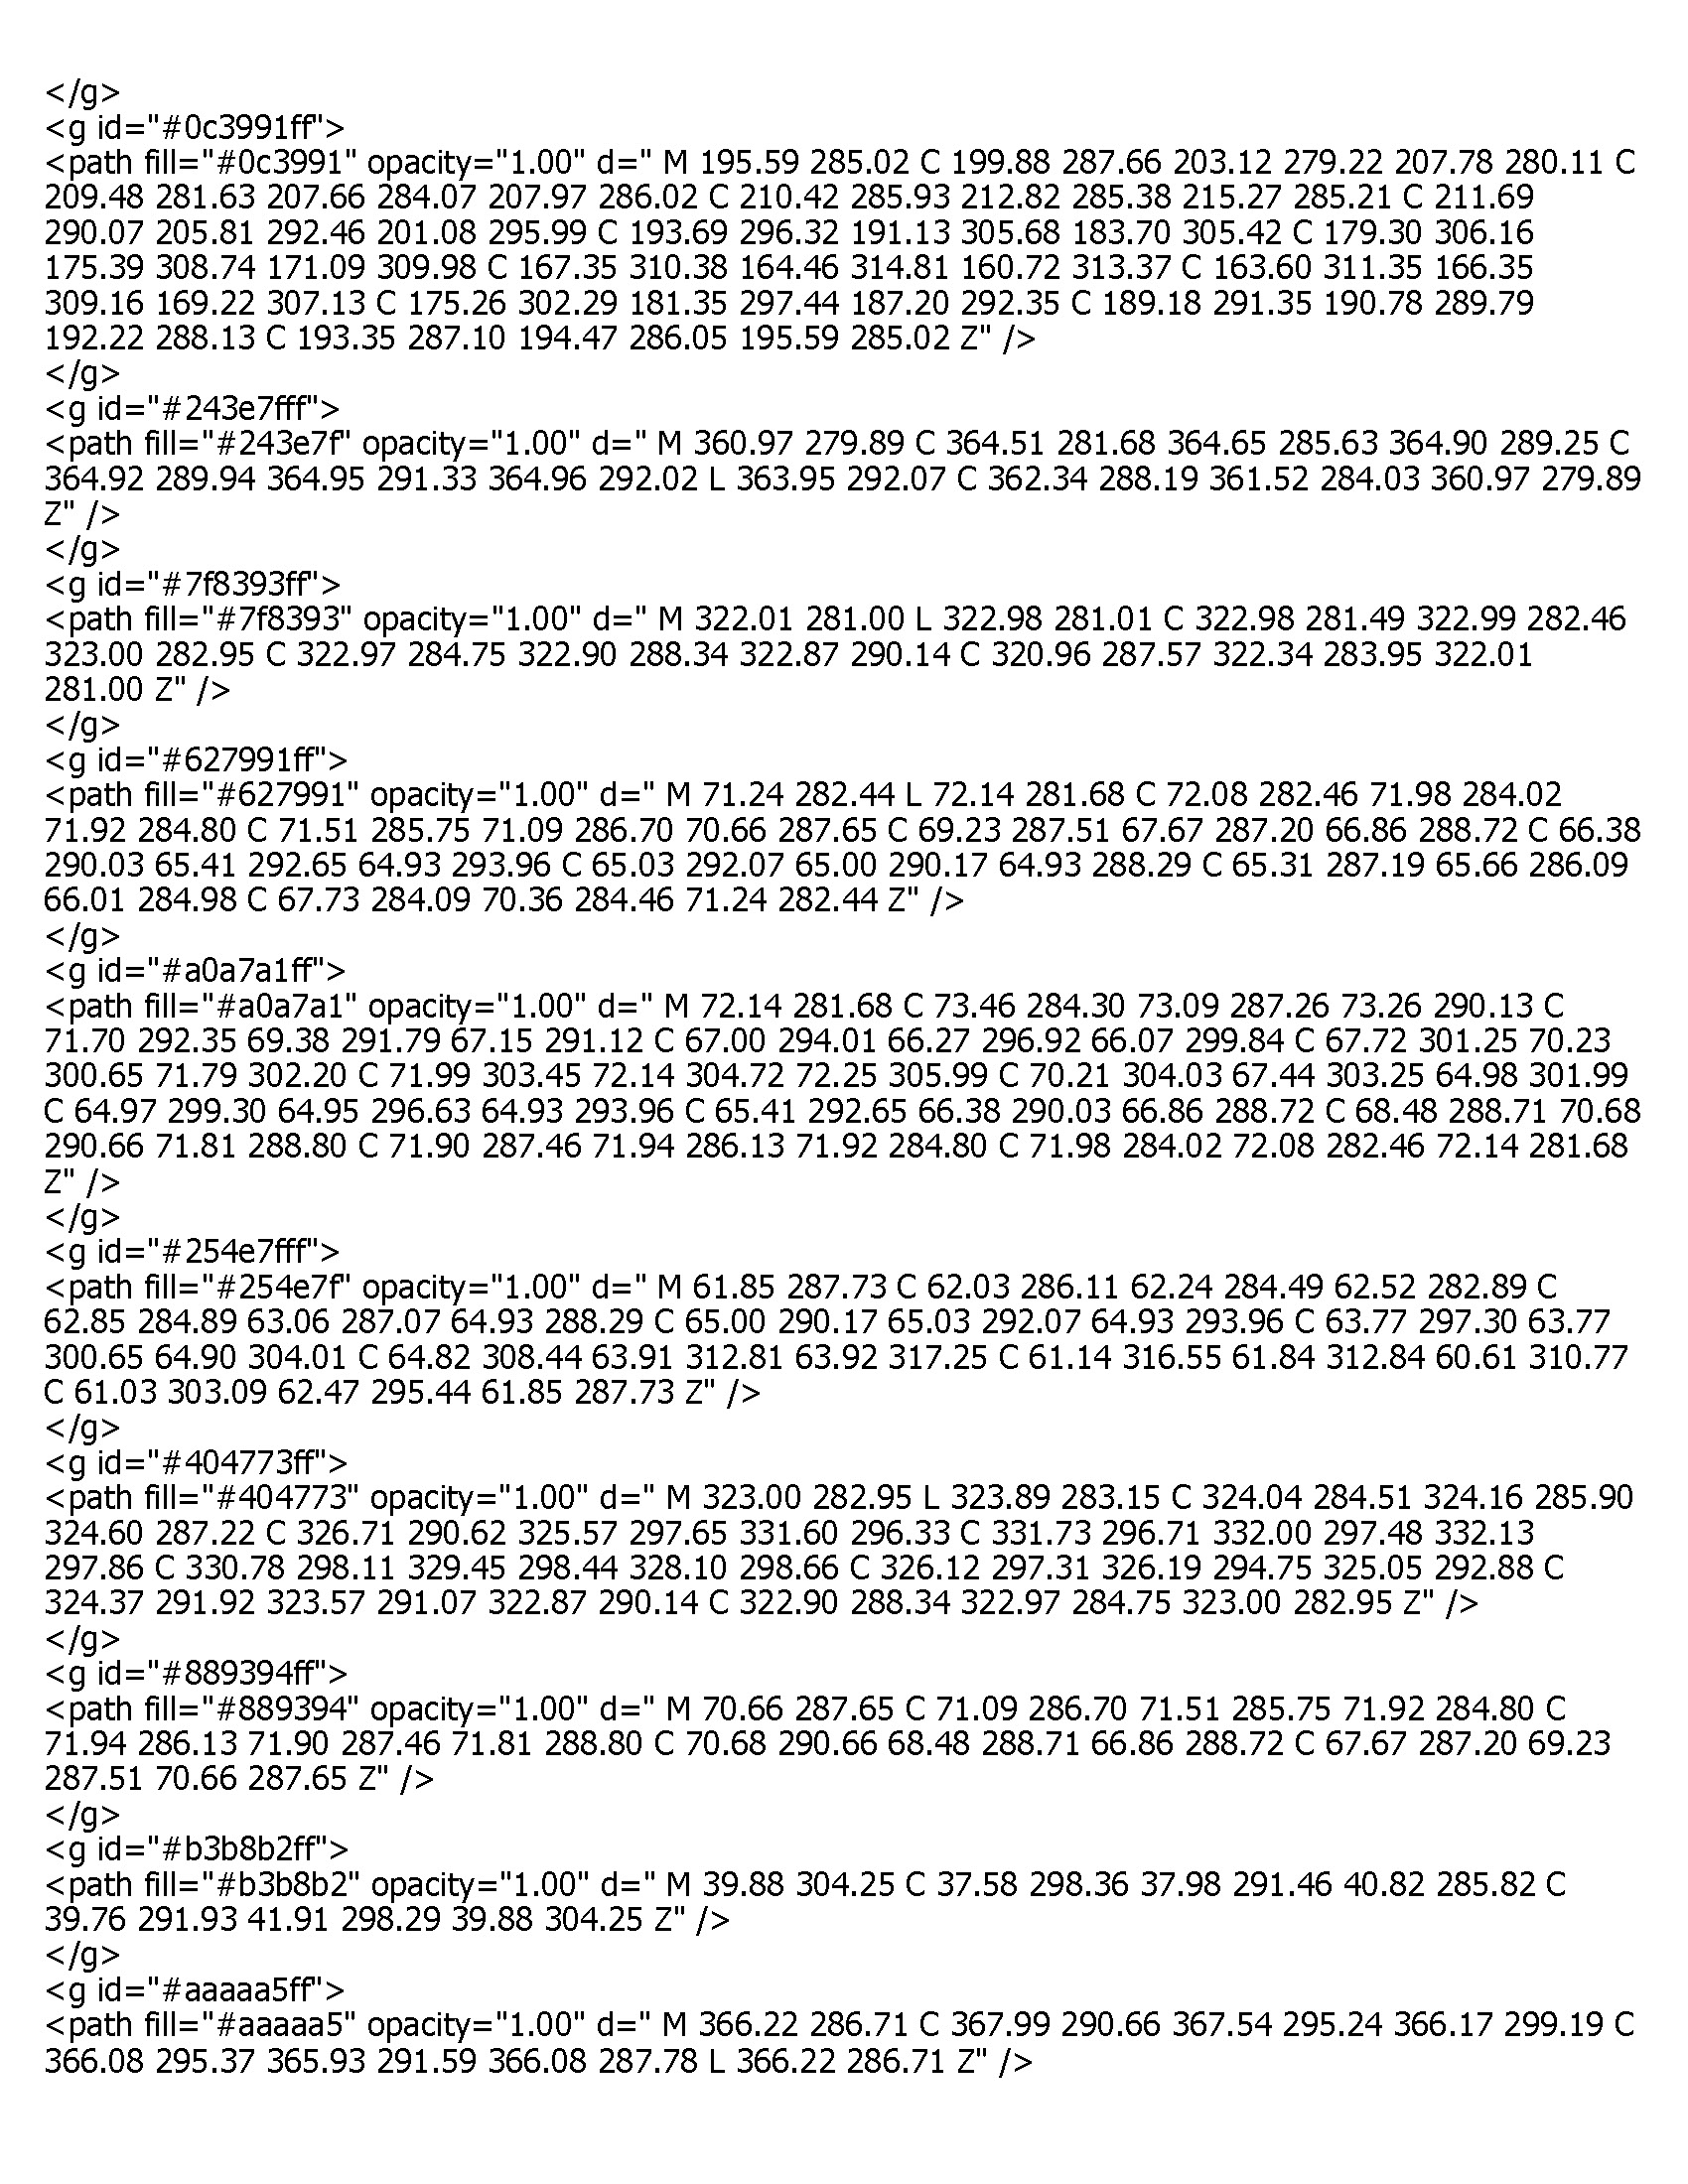 </g>
<g id="#0c3991ff">
<path fill="#0c3991" opacity="1.00" d=" M 195.59 285.02 C 199.88 287.66 203.12 279.22 207.78 280.11 C
209.48 281.63 207.66 284.07 207.97 286.02 C 210.42 285.93 212.82 285.38 215.27 285.21 C 211.69
290.07 205.81 292.46 201.08 295.99 C 193.69 296.32 191.13 305.68 183.70 305.42 C 179.30 306.16
175.39 308.74 171.09 309.98 C 167.35 310.38 164.46 314.81 160.72 313.37 C 163.60 311.35 166.35
309.16 169.22 307.13 C 175.26 302.29 181.35 297.44 187.20 292.35 C 189.18 291.35 190.78 289.79
192.22 288.13 C 193.35 287.10 194.47 286.05 195.59 285.02 Z" />
</g>
<g id="#243e7fff">
<path fill="#243e7f" opacity="1.00" d=" M 360.97 279.89 C 364.51 281.68 364.65 285.63 364.90 289.25 C
364.92 289.94 364.95 291.33 364.96 292.02 L 363.95 292.07 C 362.34 288.19 361.52 284.03 360.97 279.89
Z" />
</g>
<g id="#7f8393ff">
<path fill="#7f8393" opacity="1.00" d=" M 322.01 281.00 L 322.98 281.01 C 322.98 281.49 322.99 282.46
323.00 282.95 C 322.97 284.75 322.90 288.34 322.87 290.14 C 320.96 287.57 322.34 283.95 322.01
281.00 Z" />
</g>
<g id="#627991ff">
<path fill="#627991" opacity="1.00" d=" M 71.24 282.44 L 72.14 281.68 C 72.08 282.46 71.98 284.02
71.92 284.80 C 71.51 285.75 71.09 286.70 70.66 287.65 C 69.23 287.51 67.67 287.20 66.86 288.72 C 66.38
290.03 65.41 292.65 64.93 293.96 C 65.03 292.07 65.00 290.17 64.93 288.29 C 65.31 287.19 65.66 286.09
66.01 284.98 C 67.73 284.09 70.36 284.46 71.24 282.44 Z" />
</g>
<g id="#a0a7a1ff">
<path fill="#a0a7a1" opacity="1.00" d=" M 72.14 281.68 C 73.46 284.30 73.09 287.26 73.26 290.13 C
71.70 292.35 69.38 291.79 67.15 291.12 C 67.00 294.01 66.27 296.92 66.07 299.84 C 67.72 301.25 70.23
300.65 71.79 302.20 C 71.99 303.45 72.14 304.72 72.25 305.99 C 70.21 304.03 67.44 303.25 64.98 301.99
C 64.97 299.30 64.95 296.63 64.93 293.96 C 65.41 292.65 66.38 290.03 66.86 288.72 C 68.48 288.71 70.68
290.66 71.81 288.80 C 71.90 287.46 71.94 286.13 71.92 284.80 C 71.98 284.02 72.08 282.46 72.14 281.68
Z" />
</g>
<g id="#254e7fff">
<path fill="#254e7f" opacity="1.00" d=" M 61.85 287.73 C 62.03 286.11 62.24 284.49 62.52 282.89 C
62.85 284.89 63.06 287.07 64.93 288.29 C 65.00 290.17 65.03 292.07 64.93 293.96 C 63.77 297.30 63.77
300.65 64.90 304.01 C 64.82 308.44 63.91 312.81 63.92 317.25 C 61.14 316.55 61.84 312.84 60.61 310.77
C 61.03 303.09 62.47 295.44 61.85 287.73 Z" />
</g>
<g id="#404773ff">
<path fill="#404773" opacity="1.00" d=" M 323.00 282.95 L 323.89 283.15 C 324.04 284.51 324.16 285.90
324.60 287.22 C 326.71 290.62 325.57 297.65 331.60 296.33 C 331.73 296.71 332.00 297.48 332.13
297.86 C 330.78 298.11 329.45 298.44 328.10 298.66 C 326.12 297.31 326.19 294.75 325.05 292.88 C
324.37 291.92 323.57 291.07 322.87 290.14 C 322.90 288.34 322.97 284.75 323.00 282.95 Z" />
</g>
<g id="#889394ff">
<path fill="#889394" opacity="1.00" d=" M 70.66 287.65 C 71.09 286.70 71.51 285.75 71.92 284.80 C
71.94 286.13 71.90 287.46 71.81 288.80 C 70.68 290.66 68.48 288.71 66.86 288.72 C 67.67 287.20 69.23
287.51 70.66 287.65 Z" />
</g>
<g id="#b3b8b2ff">
<path fill="#b3b8b2" opacity="1.00" d=" M 39.88 304.25 C 37.58 298.36 37.98 291.46 40.82 285.82 C
39.76 291.93 41.91 298.29 39.88 304.25 Z" />
</g>
<g id="#aaaaa5ff">
<path fill="#aaaaa5" opacity="1.00" d=" M 366.22 286.71 C 367.99 290.66 367.54 295.24 366.17 299.19 C
366.08 295.37 365.93 291.59 366.08 287.78 L 366.22 286.71 Z" />